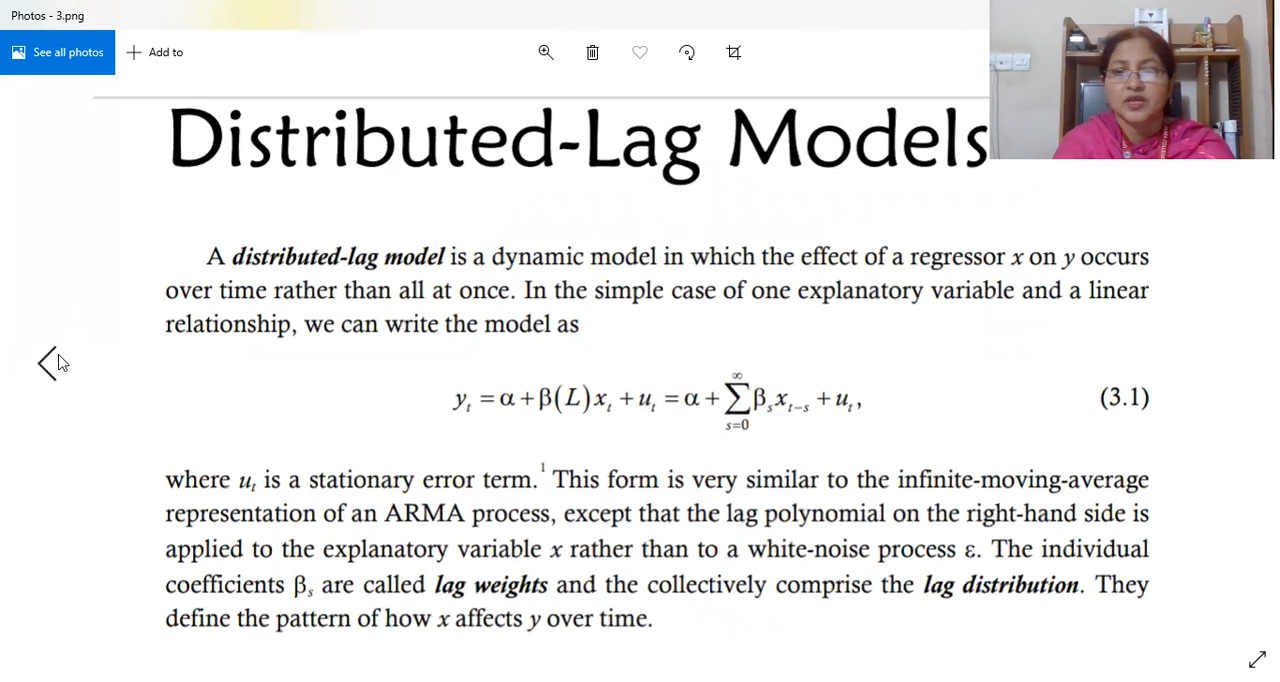 Photos - 3.png
See all photos
Add to
Distributed-Lag Models
A distributed-lag model is a dynamic model in which the effect of a regressor x on y occurs
over time rather than all at once. In the simple case of one explanatory variable and a linear
relationship, we can write the model as
yₜ = α + β(L)xₜ + uₜ = α + ∑_{s=0}^{∞} βₛxₜ₋ₛ + uₜ, (3.1)
where uₜ is a stationary error term.¹ This form is very similar to the infinite-moving-average
representation of an ARMA process, except that the lag polynomial on the right-hand side is
applied to the explanatory variable x rather than to a white-noise process ε. The individual
coefficients βₛ are called lag weights and the collectively comprise the lag distribution. They
define the pattern of how x affects y over time.